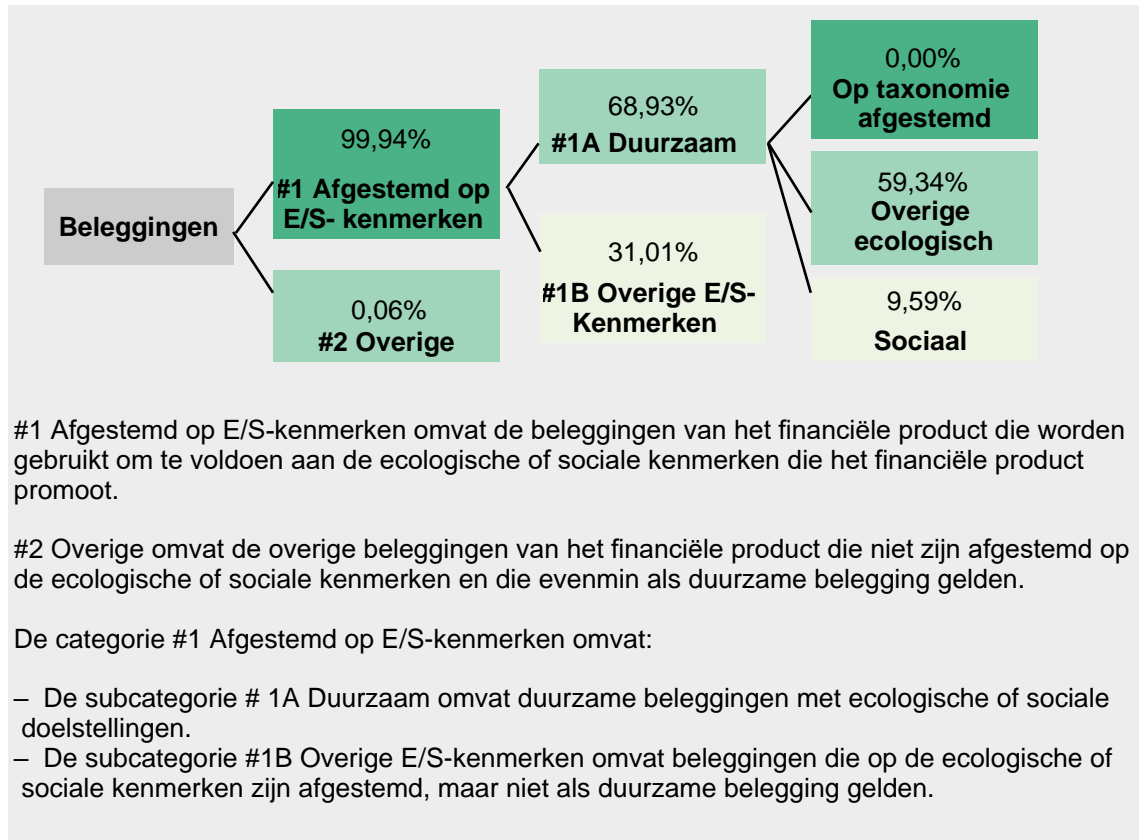 Beleggingen
99,94%
#1 Afgestemd op
E/S- kenmerken
0,06%
#2 Overige
68,93%
#1A Duurzaam
31,01%
#1B Overige E/S-
Kenmerken
0,00%
Op taxonomie
afgestemd
59,34%
Overige
ecologisch
9,59%
Sociaal
#1 Afgestemd op E/S-kenmerken omvat de beleggingen van het financiële product die worden
gebruikt om te voldoen aan de ecologische of sociale kenmerken die het financiële product
promoot.
#2 Overige omvat de overige beleggingen van het financiële product die niet zijn afgestemd op
de ecologische of sociale kenmerken en die evenmin als duurzame belegging gelden.
De categorie #1 Afgestemd op E/S-kenmerken omvat:
– De subcategorie # 1A Duurzaam omvat duurzame beleggingen met ecologische of sociale
doelstellingen.
– De subcategorie #1B Overige E/S-kenmerken omvat beleggingen die op de ecologische of
sociale kenmerken zijn afgestemd, maar niet als duurzame belegging gelden.